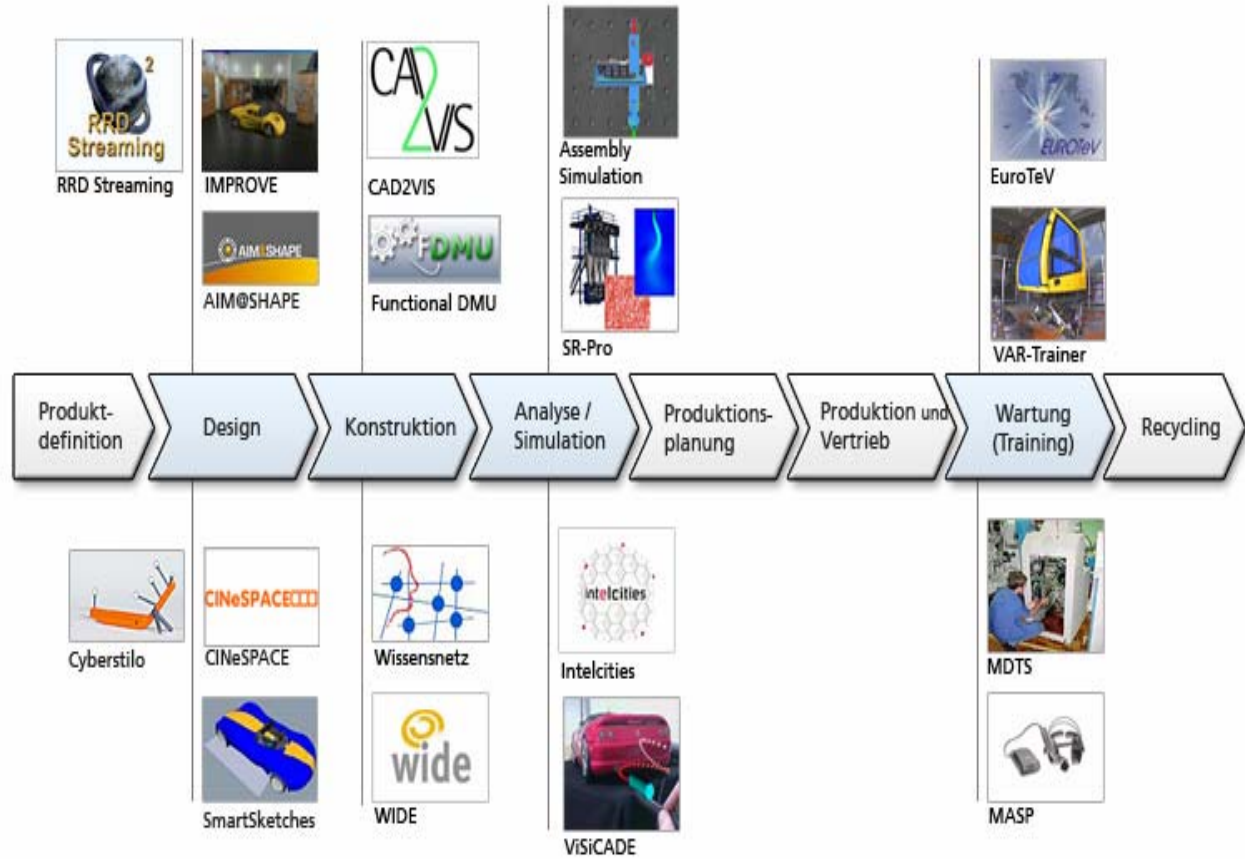 2
RRD
Streaming
RRD Streaming
IMPROVE
AIM@SHAPE
AIM@SHAPE
CAD
2
VIS
CAD2VIS
FDMU
Functional DMU
Assembly
Simulation
SR-Pro
EUROTeV
EuroTeV
VAR-Trainer
Produkt-
definition
Design
Konstruktion
Analyse /
Simulation
Produktions-
planung
Produktion und
Vertrieb
Wartung
(Training)
Recycling
Cyberstilo
CINeSPACE
CINeSPACE
SmartSketches
Wissensnetz
wide
WIDE
intelcities
Intelcities
ViSiCADE
MDTS
MASP